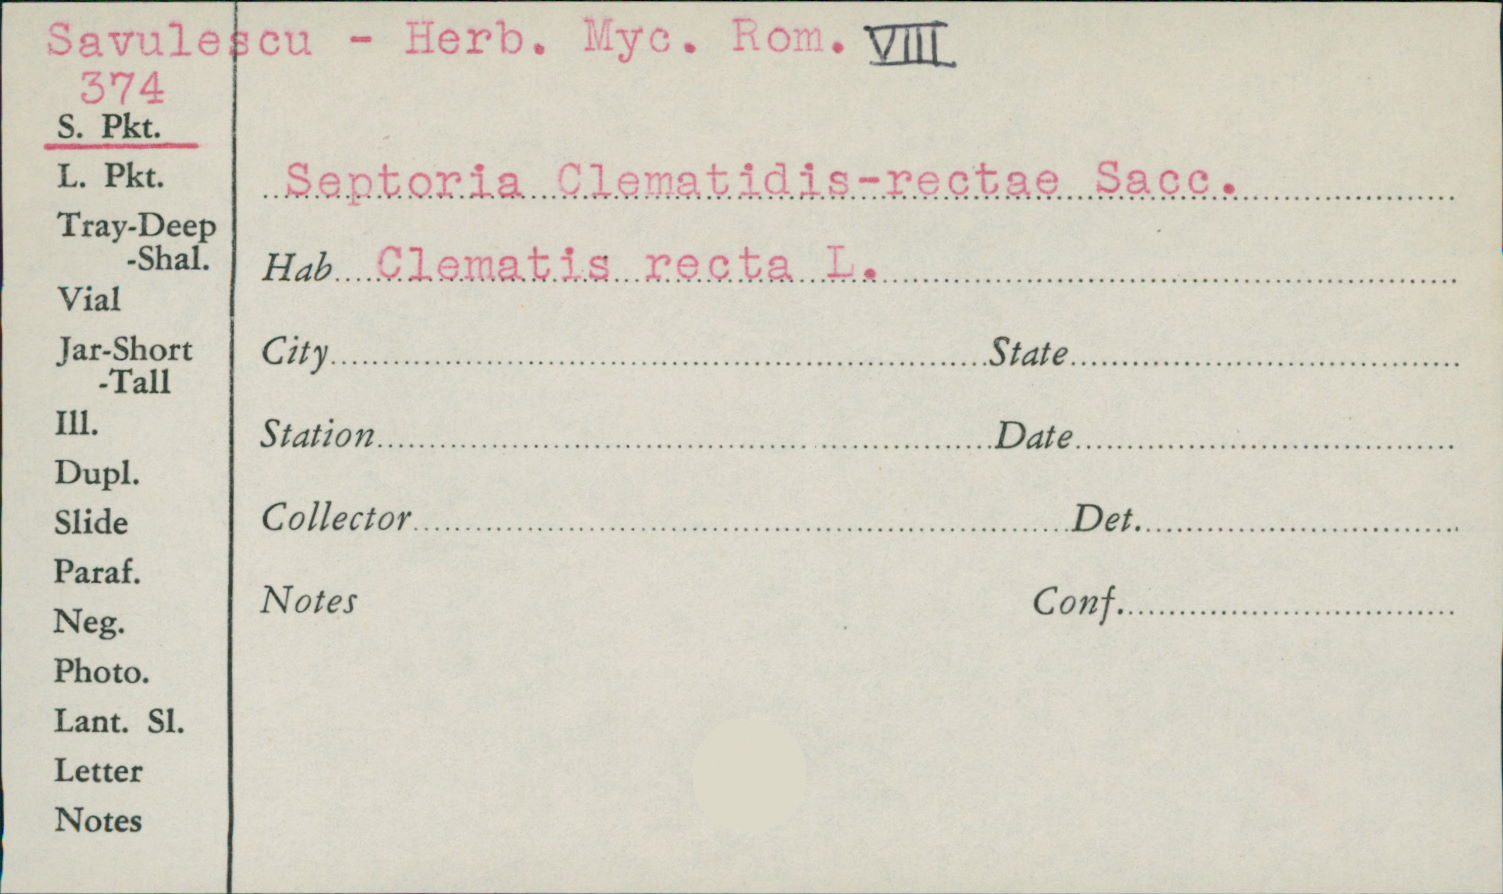 Savulescu - Herb. Myc. Rom. VIII
374
S. Pkt.
L. Pkt.
Tray-Deep
-Shal.
Vial
Jar-Short
-Tall
Ill.
Dupl.
Slide
Paraf.
Neg.
Photo.
Lant. Sl.
Letter
Notes
Septoria Clematidis-rectae Sacc.
Hab Clematis recta L.
City State
Station Date
Collector Det.
Notes Conf.